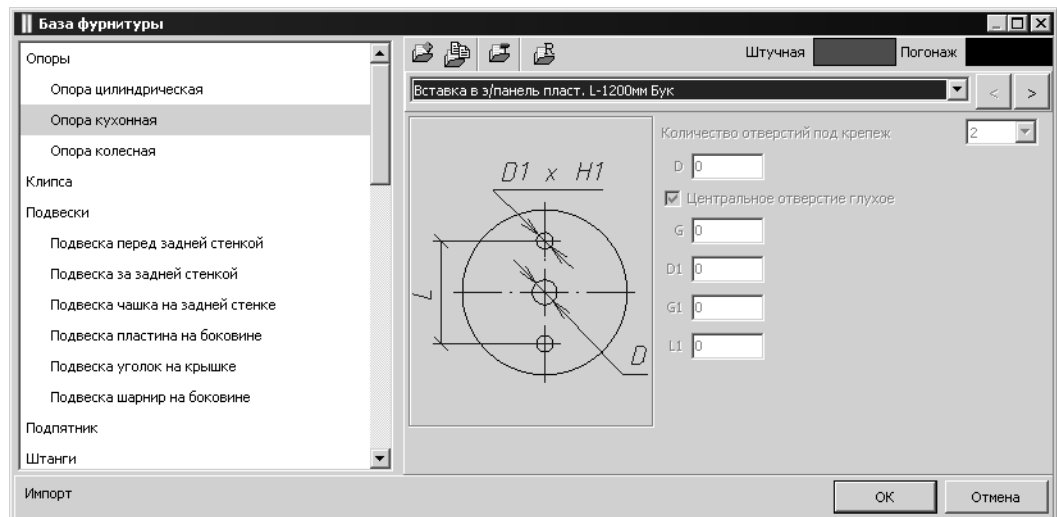 База фурнитуры
Опоры
Опора цилиндрическая
Опора кухонная
Опора колесная
Клипса
Подвески
Подвеска перед задней стенкой
Подвеска за задней стенкой
Подвеска чашка на задней стенке
Подвеска пластина на боковине
Подвеска уголок на крышке
Подвеска шарнир на боковине
Подпятник
Штанги
Импорт
R
Штучная
Погонаж
Вставка в з/панель пласт. L-1200мм Бук
<
>
D1 x H1
L
D
Количество отверстий под крепеж 2
D 0
Центральное отверстие глухое
G 0
D1 0
G1 0
L1 0
OK
Отмена